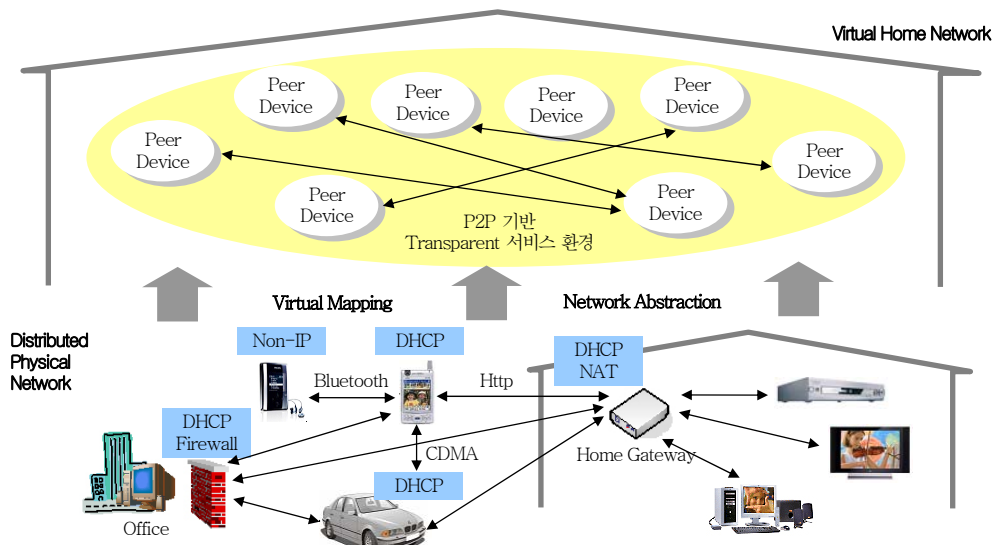 Virtual Home Network
Peer
Device
Peer
Device
Peer
Device
Peer
Device
Peer
Device
Peer
Device
Peer
Device
Peer
Device
P2P 기반
Transparent 서비스 환경
Virtual Mapping
Network Abstraction
Distributed
Physical
Network
Non-IP
DHCP
DHCP
NAT
Bluetooth
Http
DHCP
Firewall
CDMA
DHCP
Home Gateway
Office